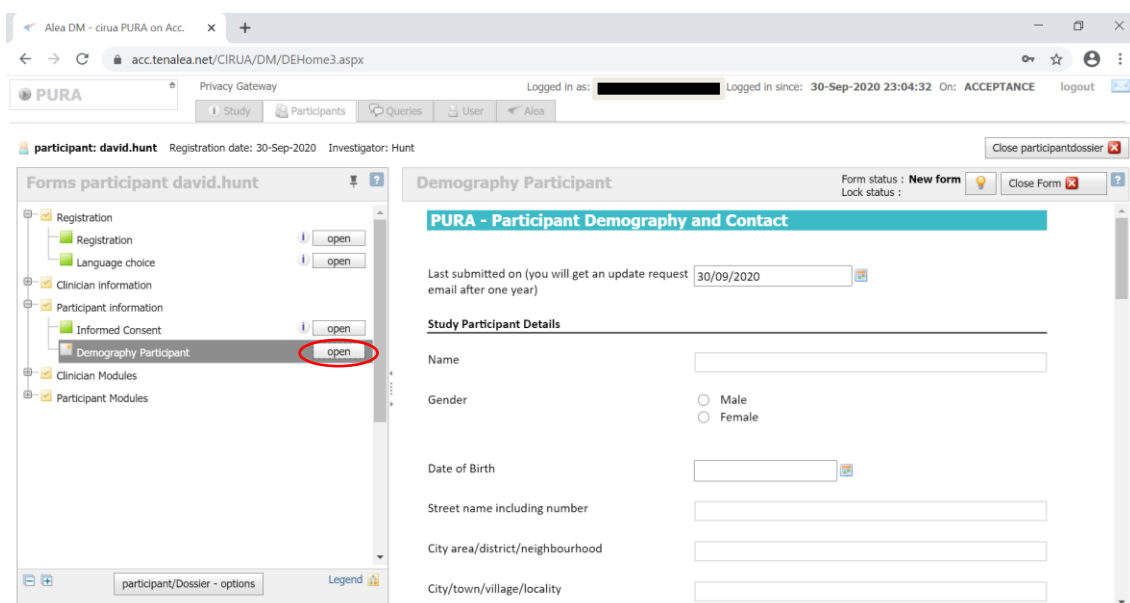 Alea DM - cirua PURA on Acc.
acc.tenalea.net/CIRUA/DM/DEHome3.aspx
PURA
Privacy Gateway
Logged in as:
Logged in since: 30-Sep-2020 23:04:32 On: ACCEPTANCE
logout
Study
Participants
Queries
User
Alea
participant: david.hunt Registration date: 30-Sep-2020 Investigator: Hunt
Close participantdossier
Forms participant david.hunt
Registration
Registration
open
Language choice
open
Clinician information
Participant information
Informed Consent
open
Demography Participant
open
Clinician Modules
Participant Modules
participant/Dossier - options
Legend
Demography Participant
Form status : New form
Lock status :
Close Form
PURA - Participant Demography and Contact
Last submitted on (you will get an update request
email after one year)
30/09/2020
Study Participant Details
Name
Gender
Male
Female
Date of Birth
Street name including number
City area/district/neighbourhood
City/town/village/locality